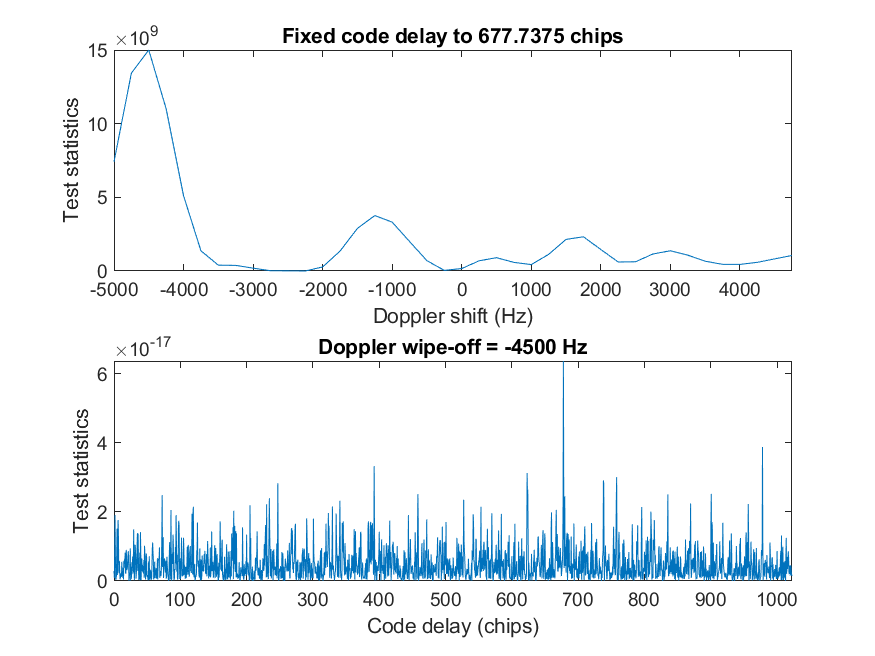 ×10^9
Fixed code delay to 677.7375 chips
15
10
5
0
Test statistics
-5000 -4000 -3000 -2000 -1000 0 1000 2000 3000 4000
Doppler shift (Hz)
×10^-17
Doppler wipe-off = -4500 Hz
6
4
2
0
Test statistics
0 100 200 300 400 500 600 700 800 900 1000
Code delay (chips)